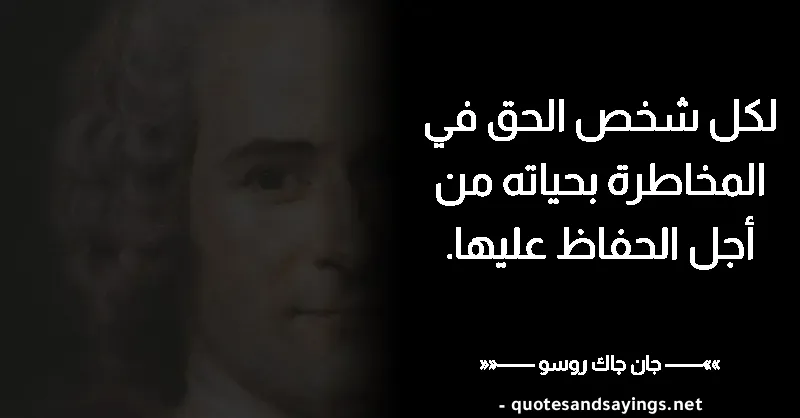 لكل شخص الحق في
المخاطرة بحياته من
أجل الحفاظ عليها.
»»—— جان جاك روسو ——««
- quotesandsayings.net